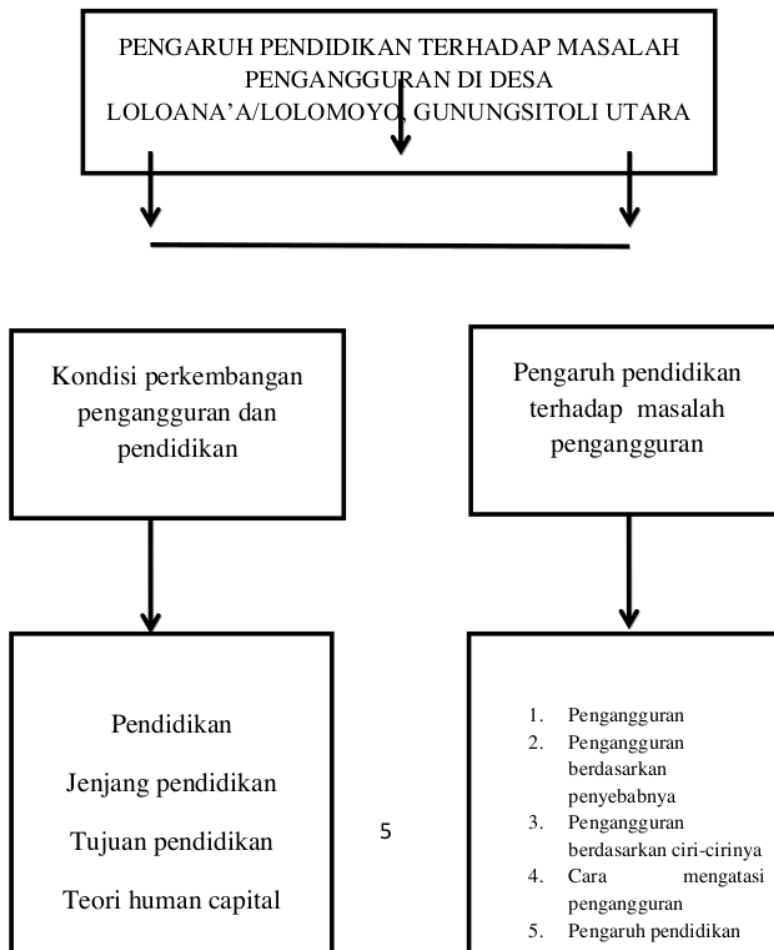 PENGARUH PENDIDIKAN TERHADAP MASALAH
PENGANGGURAN DI DESA
LOLOANA'A/LOLOMOYO, GUNUNGSITOLI UTARA
Kondisi perkembangan
pengangguran dan
pendidikan
Pengaruh pendidikan
terhadap masalah
pengangguran
Pendidikan
Jenjang pendidikan
Tujuan pendidikan
Teori human capital
5
1. Pengangguran
2. Pengangguran
berdasarkan
penyebabnya
3. Pengangguran
berdasarkan ciri-cirinya
4. Cara mengatasi
pengangguran
5. Pengaruh pendidikan